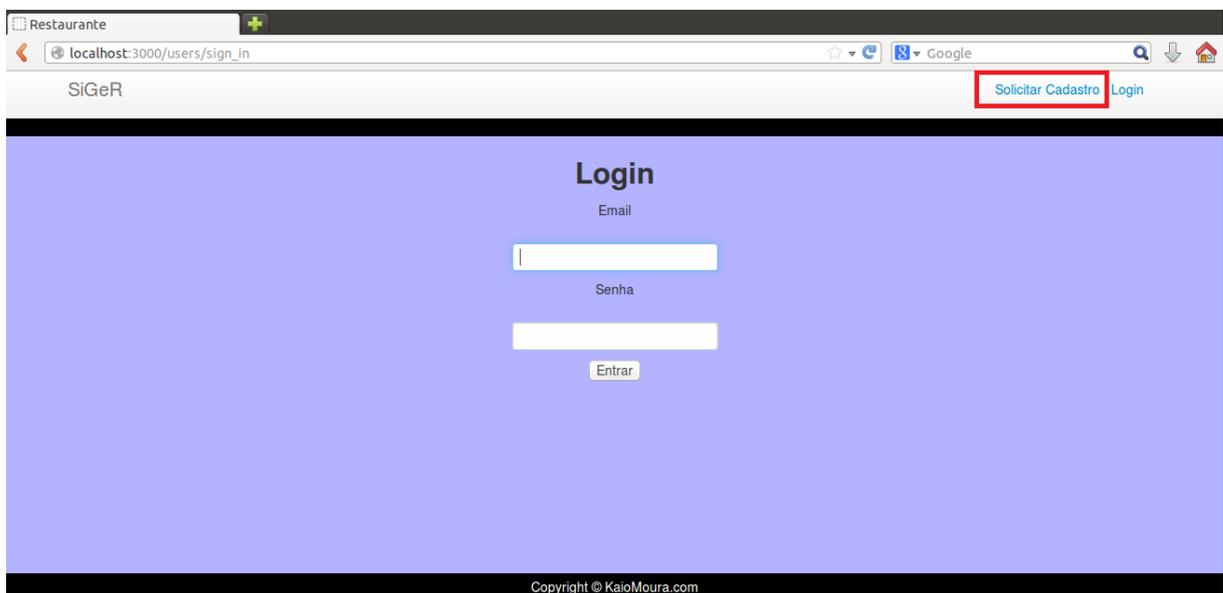 Restaurante
localhost:3000/users/sign_in
Google
SiGeR
Solicitar Cadastro
Login
Login
Email
Senha
Entrar
Copyright © KaioMoura.com